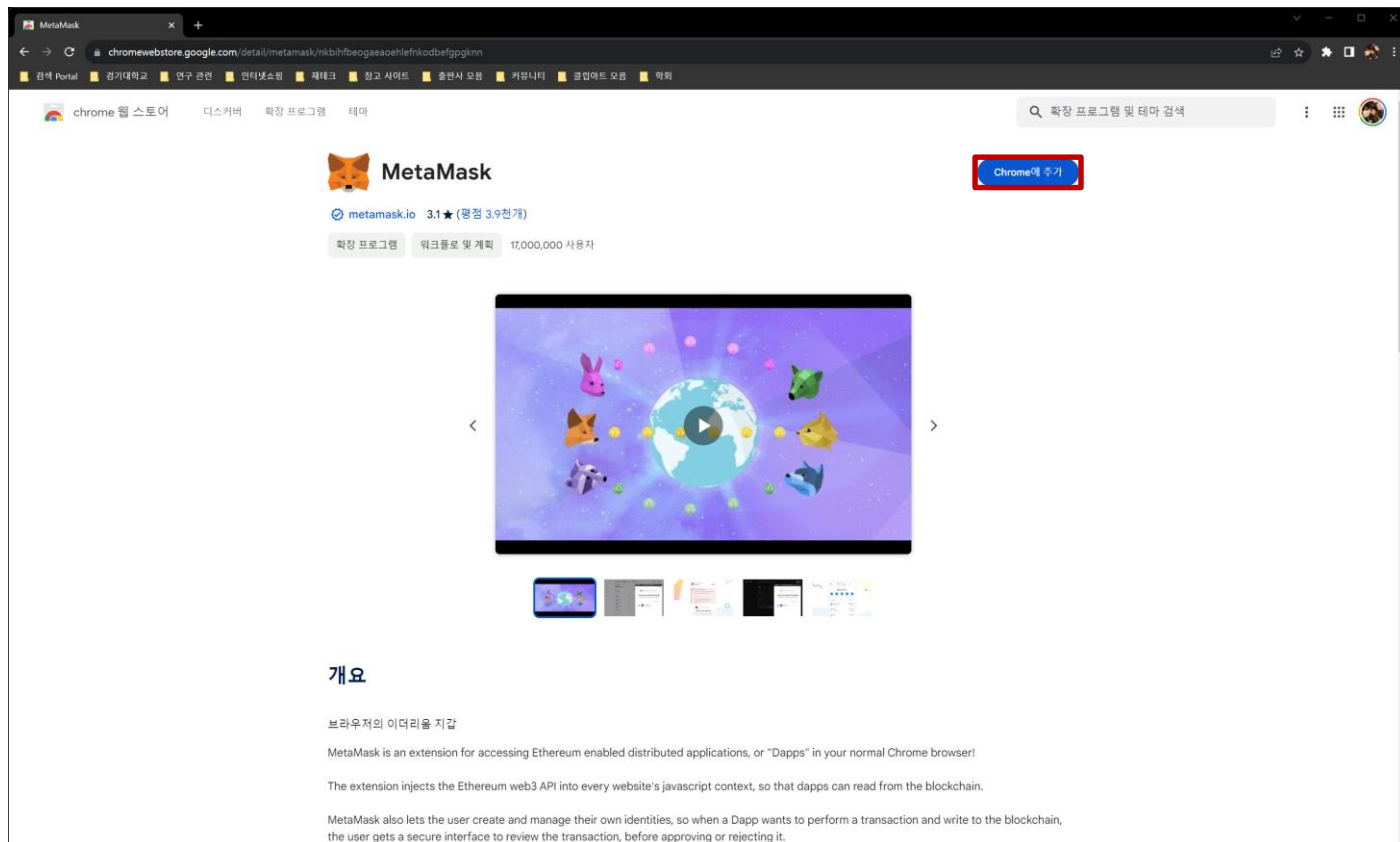 MetaMask
chromewebstore.google.com/detail/metamask/nkbihfbeogaeaoehlefnkodbefgpgknn
검색 Portal 경기대학교 연구 관련 인터넷쇼핑 재테크 참고 사이트 출판사 모음 커뮤니티 클립아트 모음 학회
chrome 웹 스토어 디스커버 확장 프로그램 테마 확장 프로그램 및 테마 검색
MetaMask Chrome에 추가
metamask.io 3.1★ (평점 3.9천개)
확장 프로그램 워크플로 및 계획 17,000,000 사용자
개요
브라우저의 이더리움 지갑
MetaMask is an extension for accessing Ethereum enabled distributed applications, or "Dapps" in your normal Chrome browser!
The extension injects the Ethereum web3 API into every website's javascript context, so that dapps can read from the blockchain.
MetaMask also lets the user create and manage their own identities, so when a Dapp wants to perform a transaction and write to the blockchain,
the user gets a secure interface to review the transaction, before approving or rejecting it.